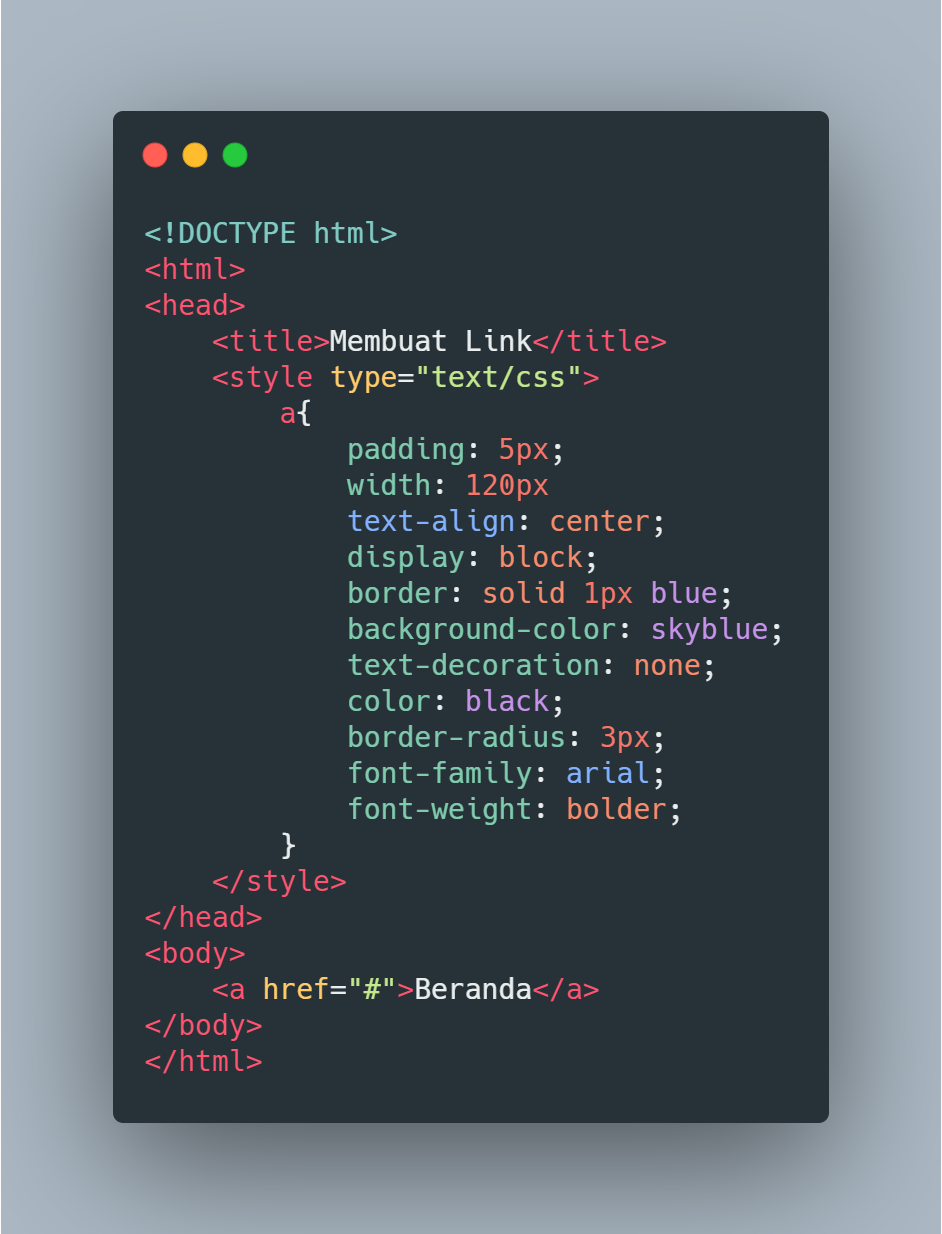 <!DOCTYPE html>
<html>
<head>
    <title>Membuat Link</title>
    <style type="text/css">
        a{
            padding: 5px;
            width: 120px
            text-align: center;
            display: block;
            border: solid 1px blue;
            background-color: skyblue;
            text-decoration: none;
            color: black;
            border-radius: 3px;
            font-family: arial;
            font-weight: bolder;
        }
    </style>
</head>
<body>
    <a href="#">Beranda</a>
</body>
</html>